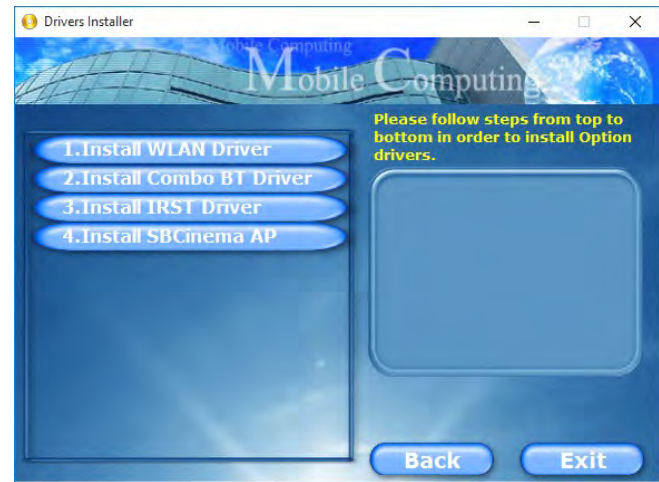 Drivers Installer
Mobile Computing
Mobile Computing
Please follow steps from top to
bottom in order to install Option
drivers.
1.Install WLAN Driver
2.Install Combo BT Driver
3.Install IRST Driver
4.Install SBCinema AP
Back
Exit